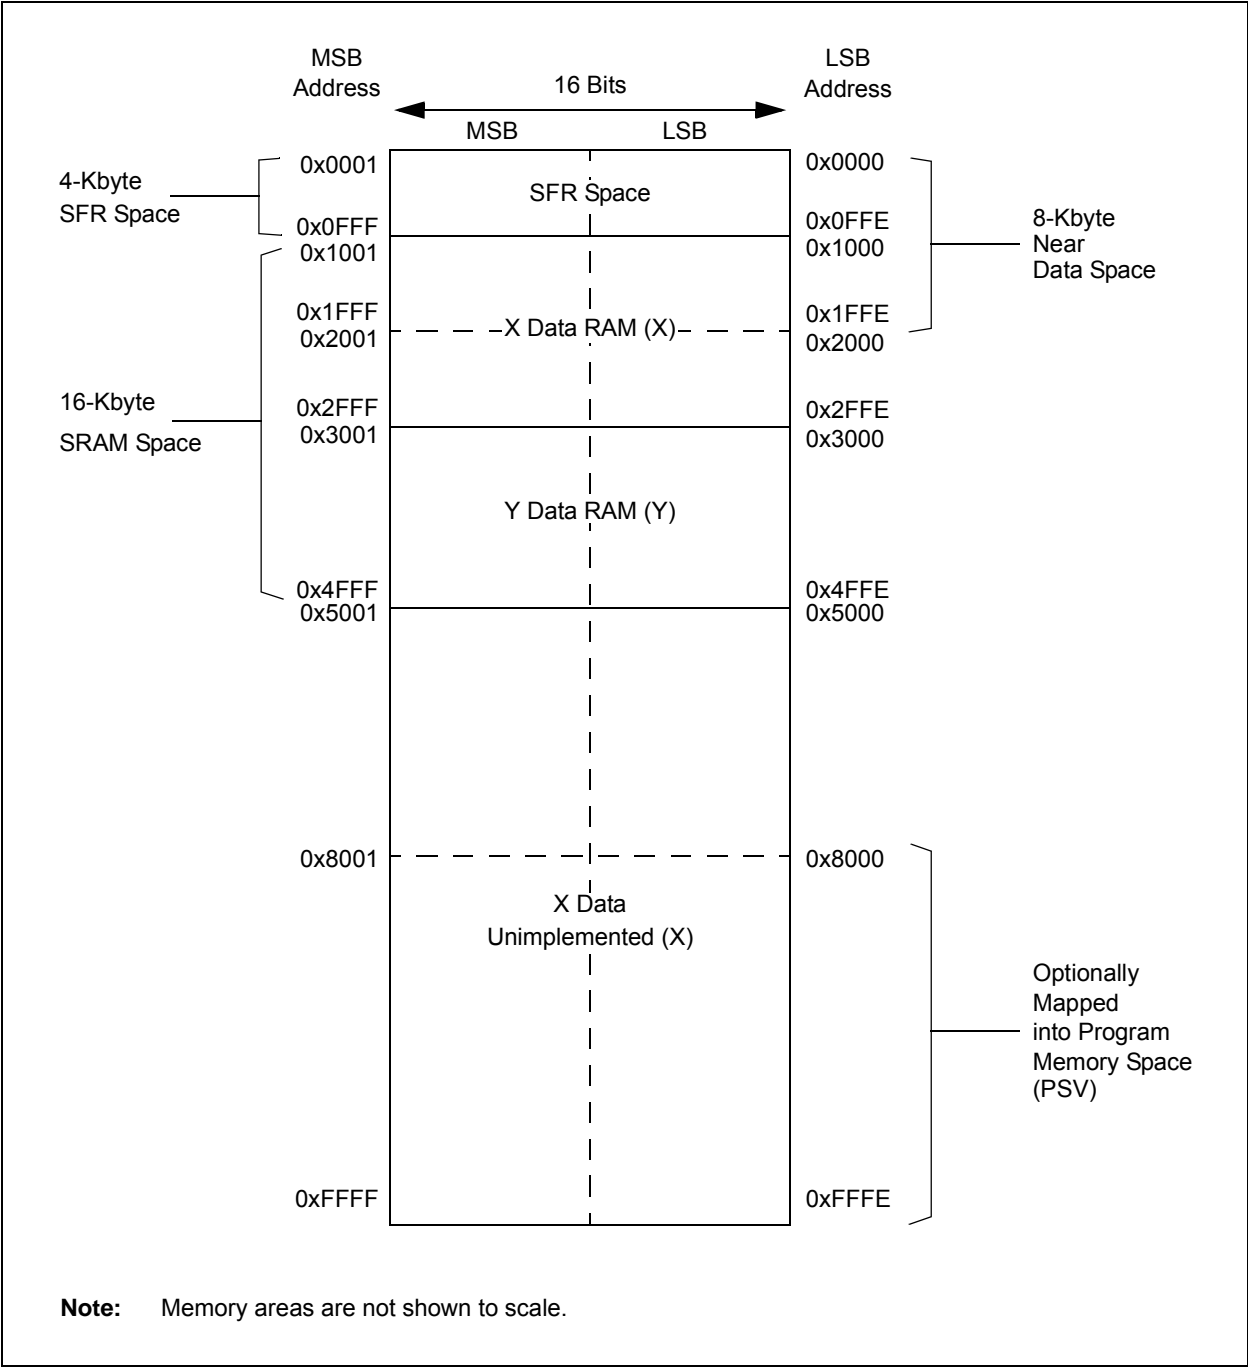 MSB
Address
LSB
Address
16 Bits
MSB
LSB
4-Kbyte
SFR Space
0x0001
0x0FFF
0x1001
SFR Space
0x0000
0x0FFE
0x1000
8-Kbyte
Near
Data Space
0x1FFF
0x2001
X Data RAM (X)
0x1FFE
0x2000
16-Kbyte
SRAM Space
0x2FFF
0x3001
0x2FFE
0x3000
Y Data RAM (Y)
0x4FFF
0x5001
0x4FFE
0x5000
0x8001
0x8000
X Data
Unimplemented (X)
Optionally
Mapped
into Program
Memory Space
(PSV)
0xFFFF
0xFFFE
Note: Memory areas are not shown to scale.